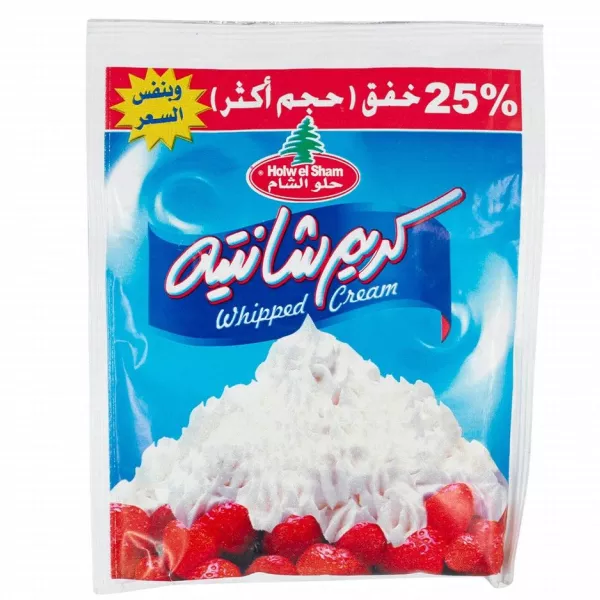 25% خفق (حجم أكثر)
وبنفس
السعر
Holw el Sham ®
حلو الشام
كريم شانتيه
Whipped Cream